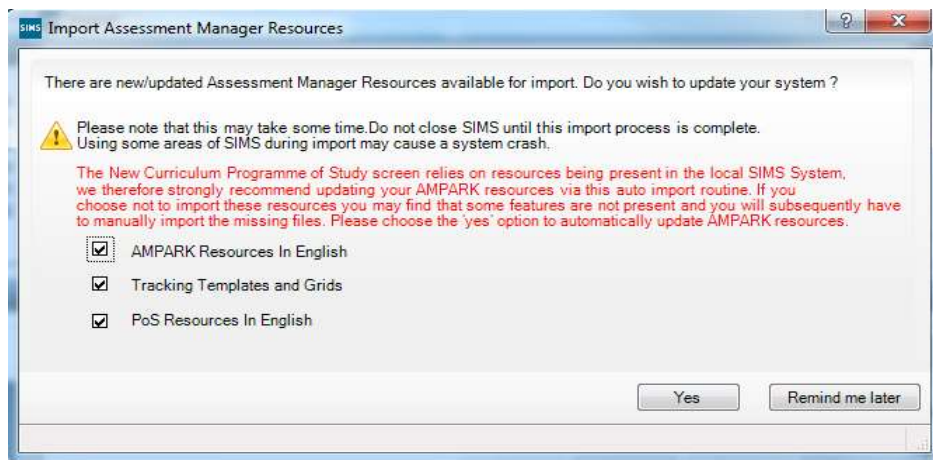 SIMS Import Assessment Manager Resources
There are new/updated Assessment Manager Resources available for import. Do you wish to update your system ?
Please note that this may take some time.Do not close SIMS until this import process is complete.
Using some areas of SIMS during import may cause a system crash.
The New Curriculum Programme of Study screen relies on resources being present in the local SIMS System,
we therefore strongly recommend updating your AMPARK resources via this auto import routine. If you
choose not to import these resources you may find that some features are not present and you will subsequently have
to manually import the missing files. Please choose the 'yes' option to automatically update AMPARK resources.
AMPARK Resources In English
Tracking Templates and Grids
PoS Resources In English
Yes Remind me later